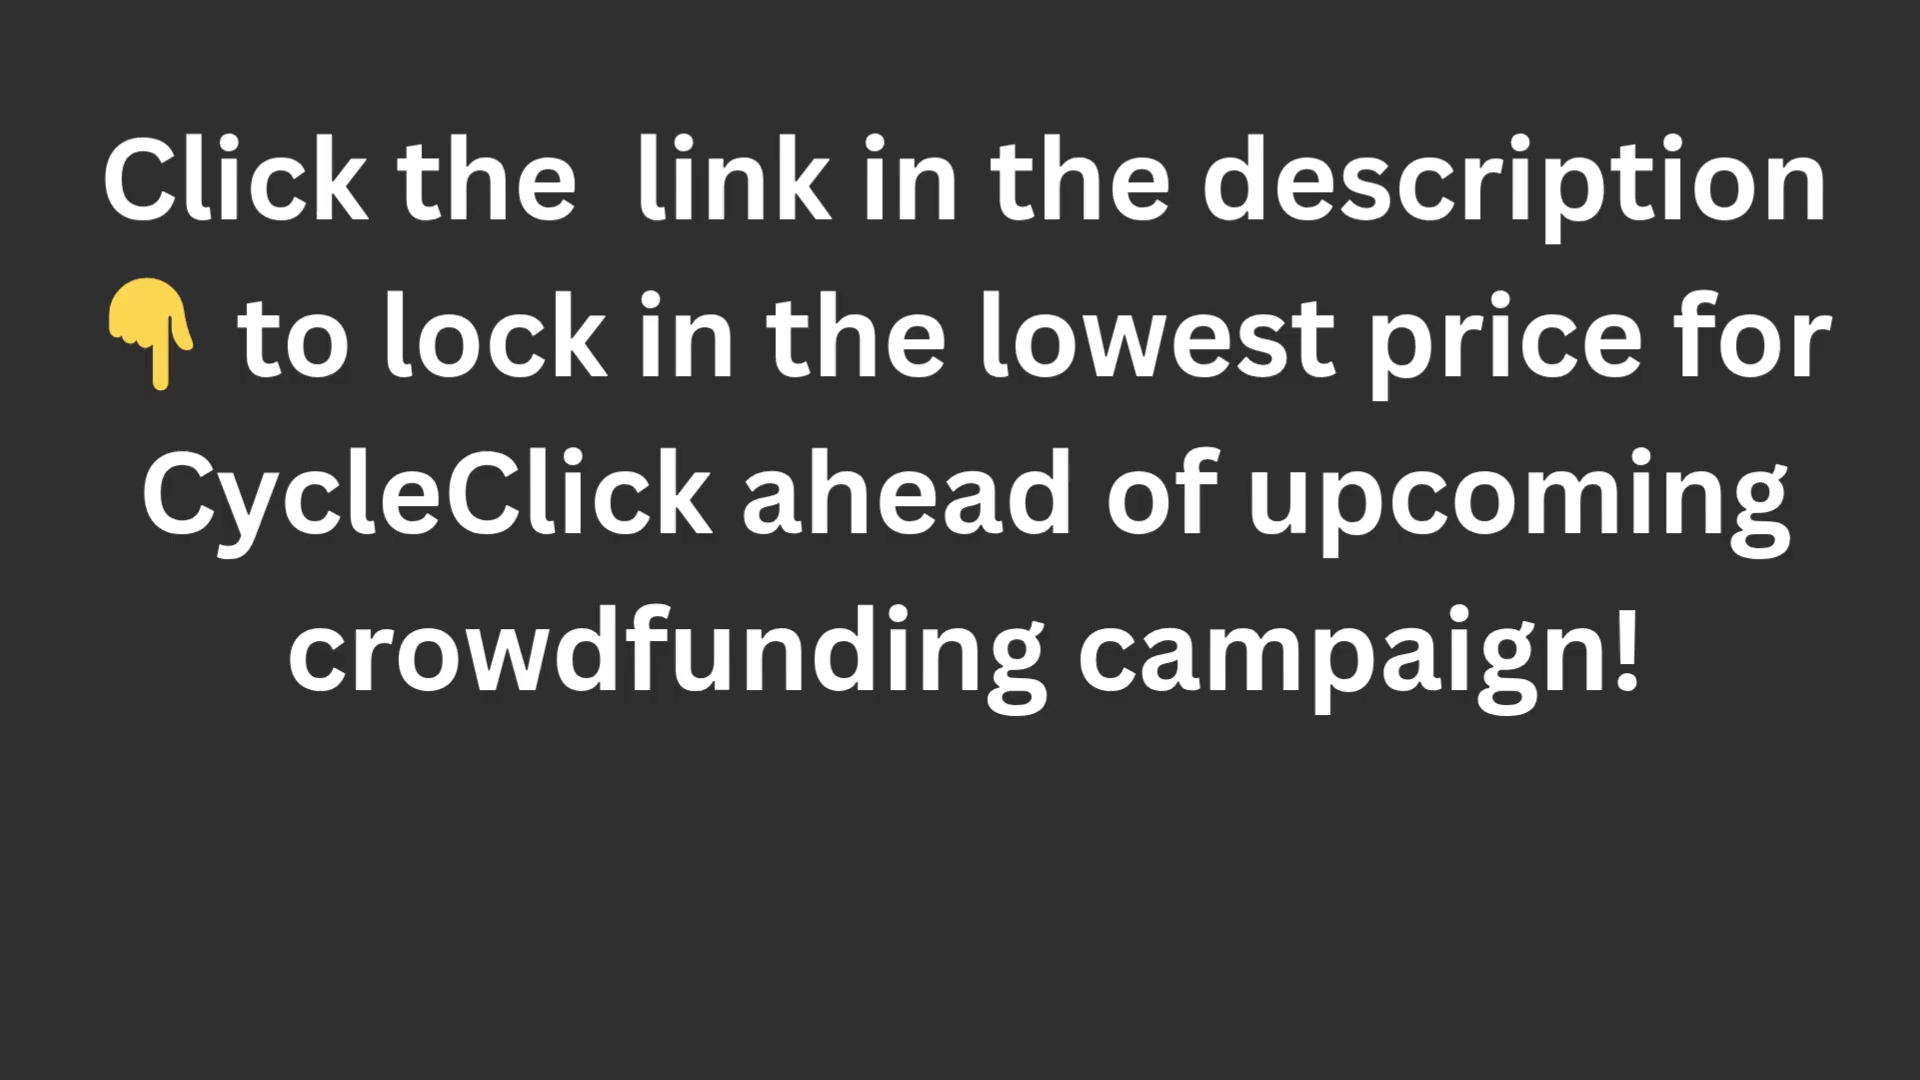 Click the  link in the description
👇 to lock in the lowest price for
CycleClick ahead of upcoming
crowdfunding campaign!